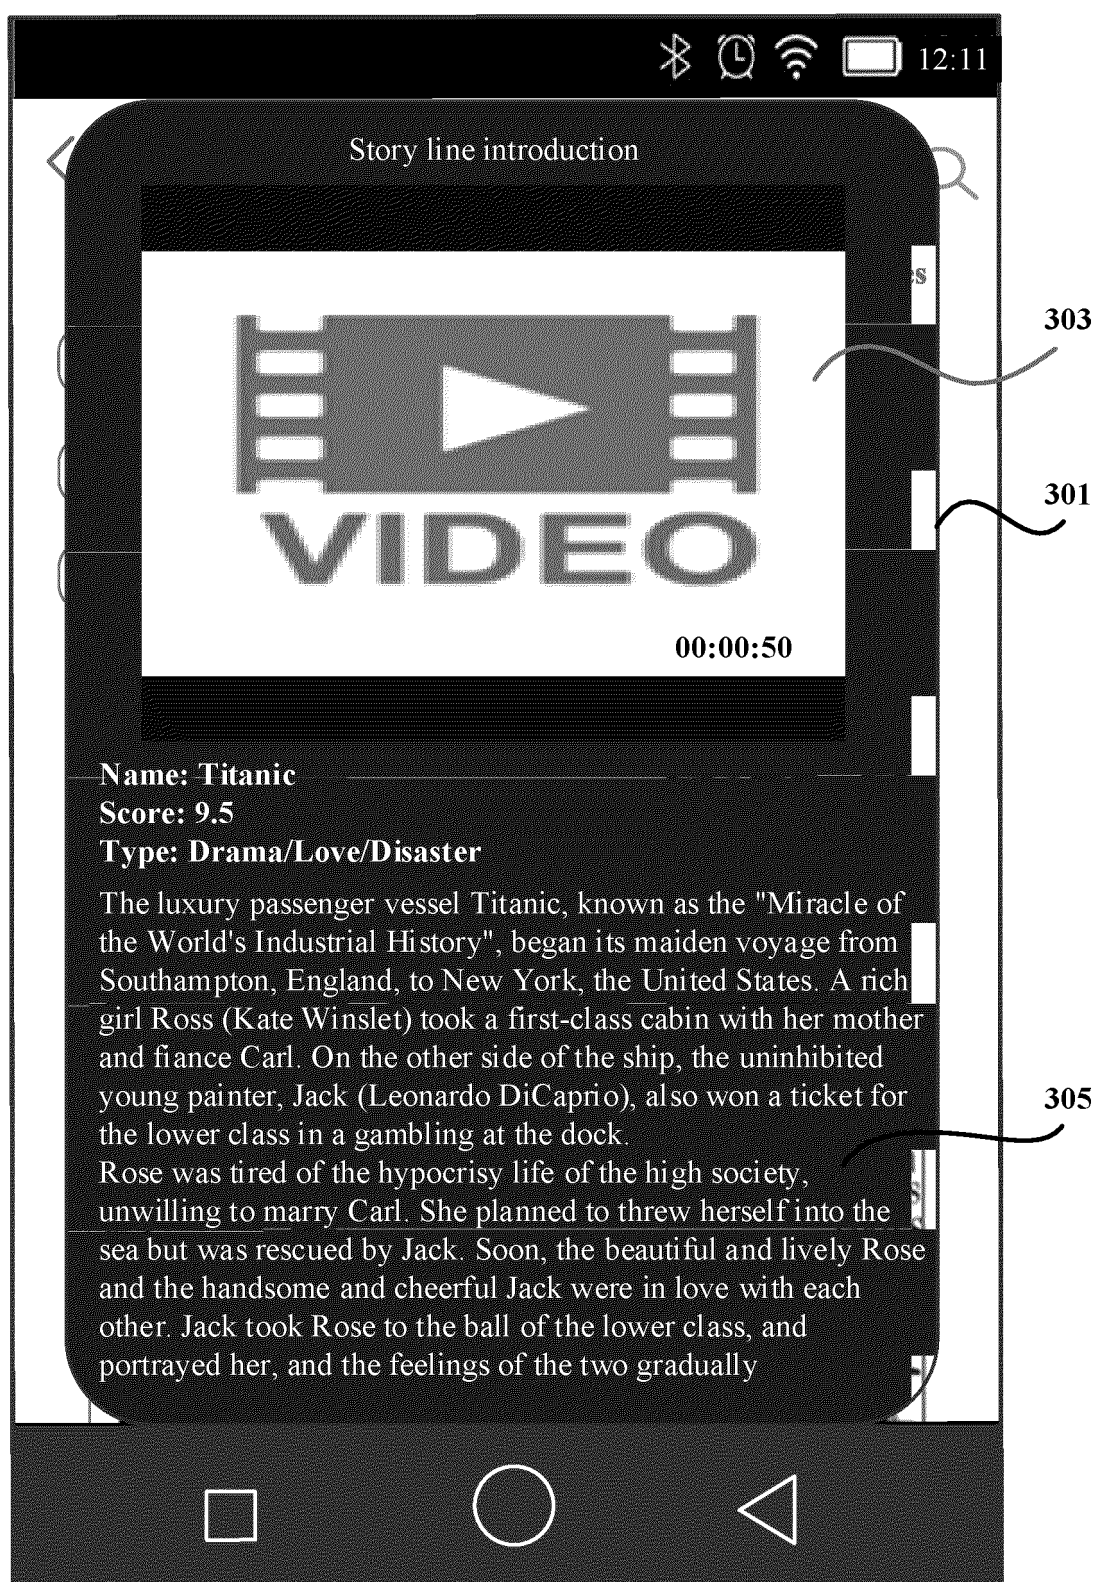 12:11
Story line introduction
es
303
301
VIDEO
00:00:50
Name: Titanic
Score: 9.5
Type: Drama/Love/Disaster
The luxury passenger vessel Titanic, known as the "Miracle of
the World's Industrial History", began its maiden voyage from
Southampton, England, to New York, the United States. A rich
girl Ross (Kate Winslet) took a first-class cabin with her mother
and fiance Carl. On the other side of the ship, the uninhibited
young painter, Jack (Leonardo DiCaprio), also won a ticket for
305
the lower class in a gambling at the dock.
Rose was tired of the hypocrisy life of the high society,
unwilling to marry Carl. She planned to threw herself into the
sea but was rescued by Jack. Soon, the beautiful and lively Rose
and the handsome and cheerful Jack were in love with each
other. Jack took Rose to the ball of the lower class, and
portrayed her, and the feelings of the two gradually